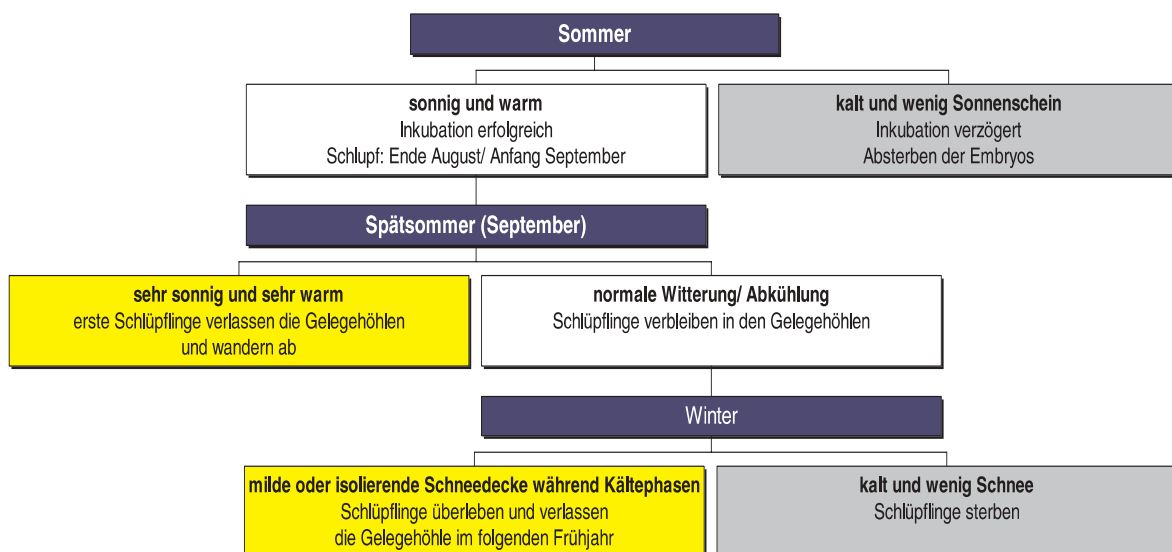 Sommer
sonnig und warm
Inkubation erfolgreich
Schlupf: Ende August/ Anfang September
kalt und wenig Sonnenschein
Inkubation verzögert
Absterben der Embryos
Spätsommer (September)
sehr sonnig und sehr warm
erste Schlüpflinge verlassen die Gelegehöhlen
und wandern ab
normale Witterung/ Abkühlung
Schlüpflinge verbleiben in den Gelegehöhlen
Winter
milde oder isolierende Schneedecke während Kältephasen
Schlüpflinge überleben und verlassen
die Gelegehöhle im folgenden Frühjahr
kalt und wenig Schnee
Schlüpflinge sterben